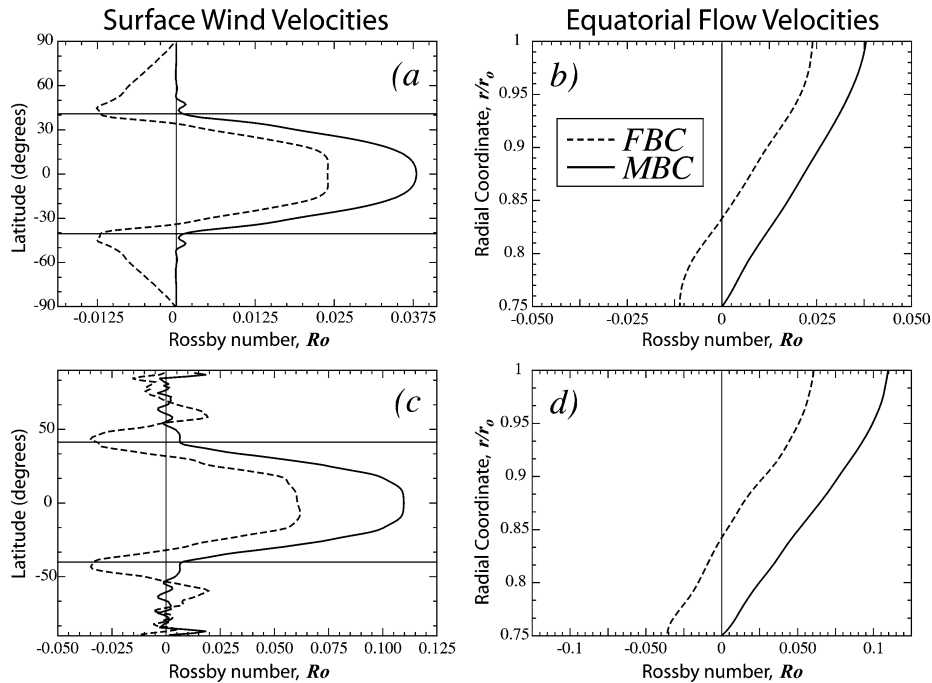 Surface Wind Velocities
Equatorial Flow Velocities
(a
90
60
30
0
-30
-60
-90
Latitude (degrees)
-0.0125 0 0.0125 0.025 0.0375
Rossby number, Ro
b)
1
0.95
0.9
0.85
0.8
0.75
Radial Coordinate, r/ro
FBC
MBC
-0.050 -0.025 0 0.025 0.050
Rossby number, Ro
(c
50
0
-50
Latitude (degrees)
-0.050 -0.025 0 0.025 0.050 0.075 0.100 0.125
Rossby number, Ro
d)
1
0.95
0.9
0.85
0.8
0.75
Radial Coordinate, r/ro
-0.1 -0.050 0 0.050 0.1
Rossby number, Ro